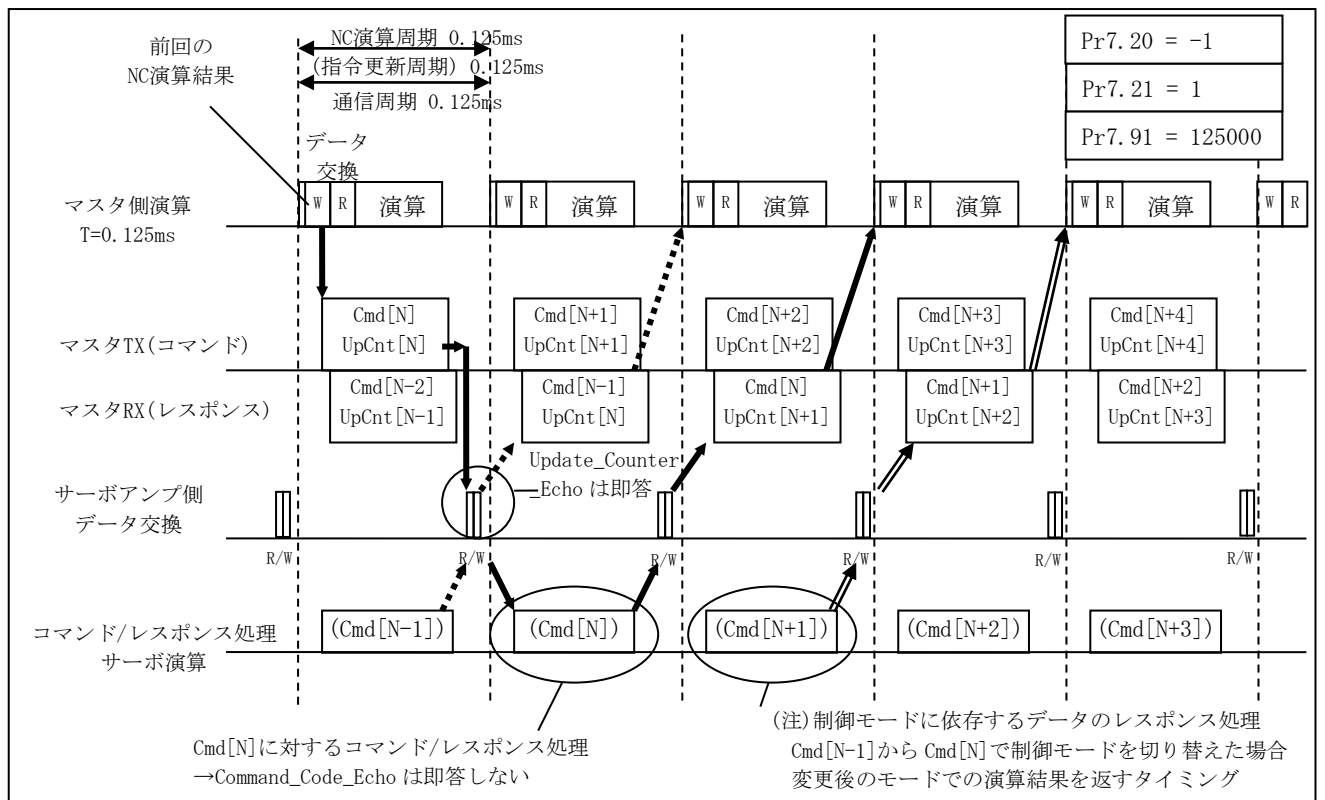 前回の
NC演算結果
NC演算周期 0.125ms
(指令更新周期) 0.125ms
通信周期 0.125ms
Pr7.20 = -1
Pr7.21 = 1
Pr7.91 = 125000
データ
交換
マスタ側演算
T=0.125ms
W R 演算
W R 演算
W R 演算
W R 演算
W R 演算
W R
マスタTX(コマンド)
Cmd[N]
UpCnt[N]
Cmd[N+1]
UpCnt[N+1]
Cmd[N+2]
UpCnt[N+2]
Cmd[N+3]
UpCnt[N+3]
Cmd[N+4]
UpCnt[N+4]
マスタRX(レスポンス)
Cmd[N-2]
UpCnt[N-1]
Cmd[N-1]
UpCnt[N]
Cmd[N]
UpCnt[N+1]
Cmd[N+1]
UpCnt[N+2]
Cmd[N+2]
UpCnt[N+3]
Update_Counter
_Echo は即答
サーボアンプ側
データ交換
R/W
R/W
R/W
R/W
R/W
R/W
コマンド/レスポンス処理
サーボ演算
(Cmd[N-1])
(Cmd[N])
(Cmd[N+1])
(Cmd[N+2])
(Cmd[N+3])
Cmd[N]に対するコマンド/レスポンス処理
→Command_Code_Echo は即答しない
(注)制御モードに依存するデータのレスポンス処理
Cmd[N-1]から Cmd[N]で制御モードを切り替えた場合
変更後のモードでの演算結果を返すタイミング